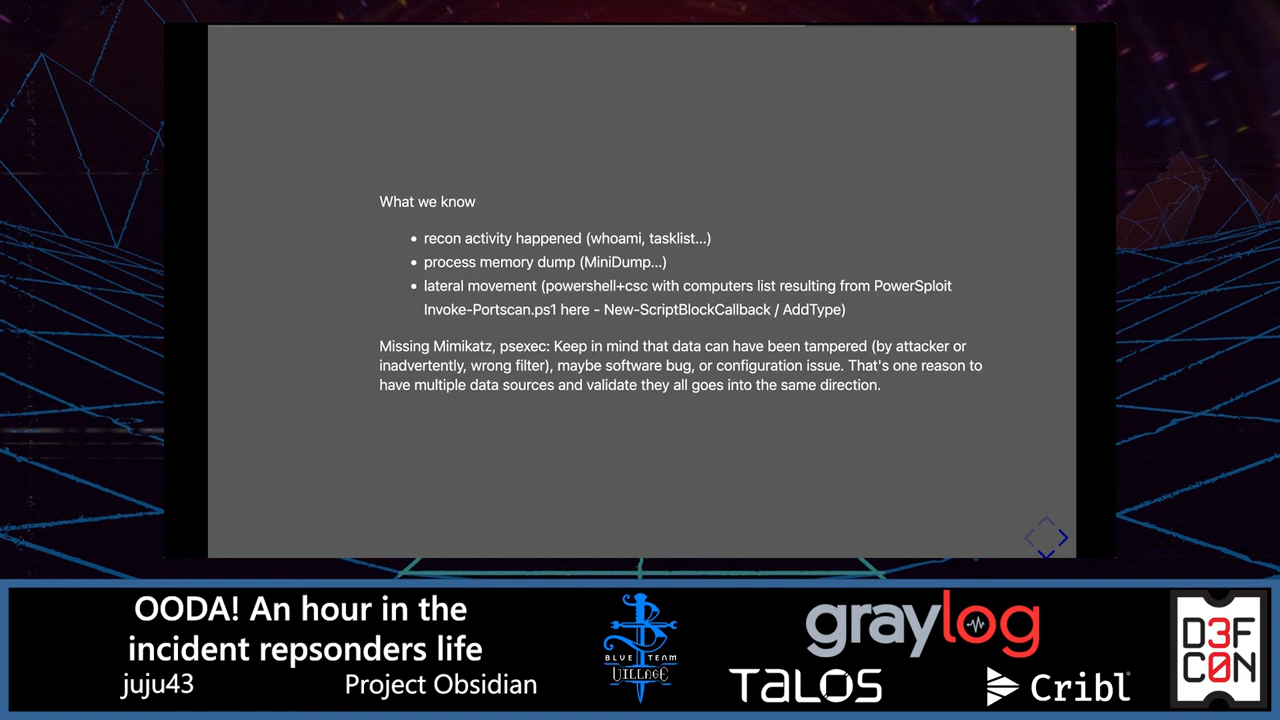 What we know
• recon activity happened (whoami, tasklist...)
• process memory dump (MiniDump...)
• lateral movement (powershell+csc with computers list resulting from PowerSploit
Invoke-Portscan.ps1 here - New-ScriptBlockCallback / AddType)
Missing Mimikatz, psexec: Keep in mind that data can have been tampered (by attacker or
inadvertently, wrong filter), maybe software bug, or configuration issue. That's one reason to
have multiple data sources and validate they all goes into the same direction.
OODA! An hour in the
incident repsonders life
juju43 Project Obsidian
BLUE TEAM
VILLAGE
graylog
TALOS
Cribl
D3F
C0N